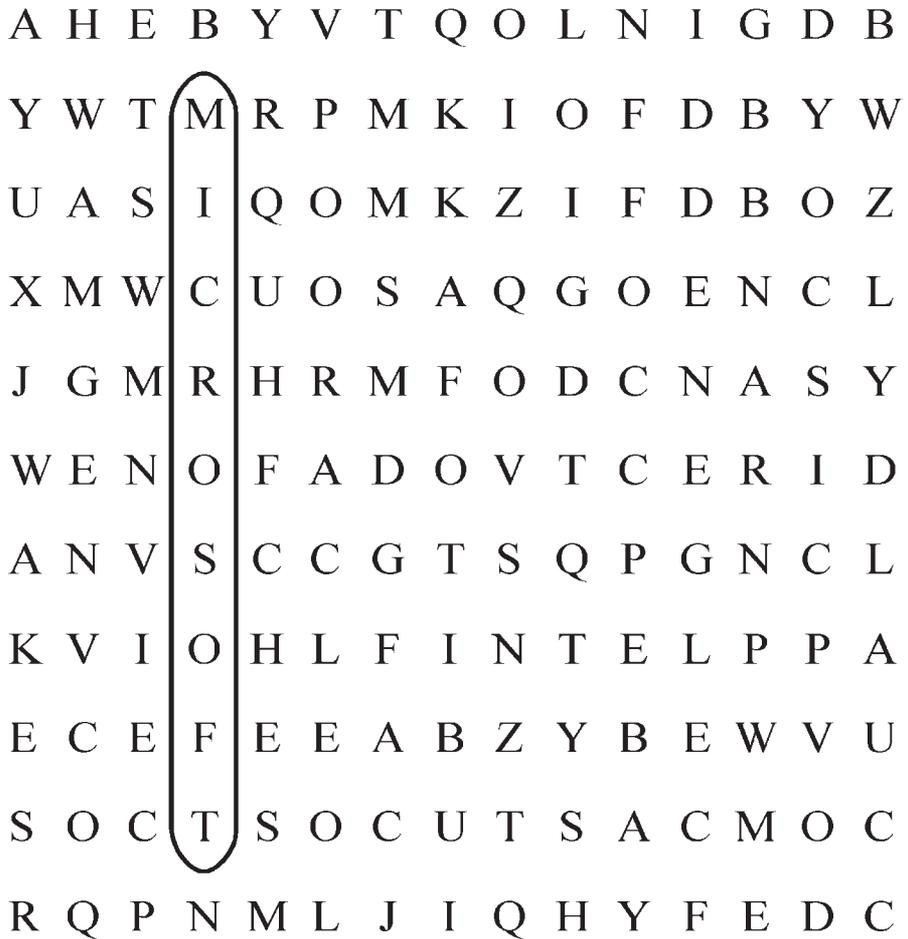 A H E B Y V T Q O L N I G D B
Y W T M R P M K I O F D B Y W
U A S I Q O M K Z I F D B O Z
X M W C U O S A Q G O E N C L
J G M R H R M F O D C N A S Y
W E N O F A D O V T C E R I D
A N V S C C G T S Q P G N C L
K V I O H L F I N T E L P P A
E C E F E E A B Z Y B E W V U
S O C T S O C U T S A C M O C
R Q P N M L J I Q H Y F E D C